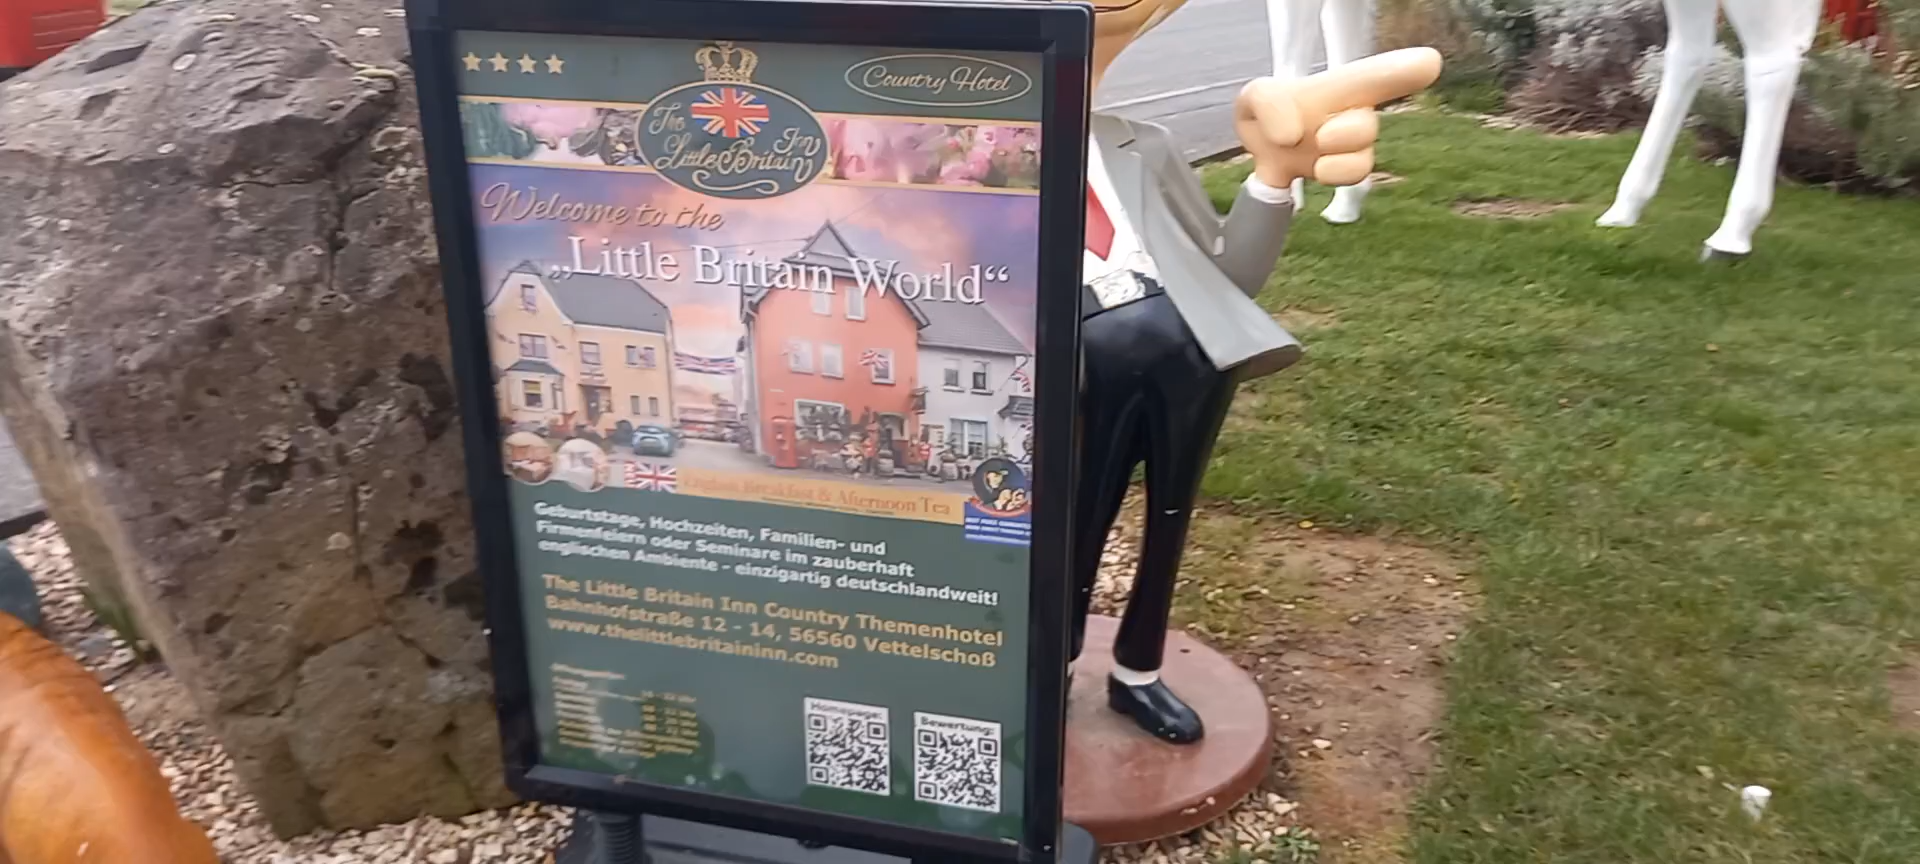 Country Hotel
The
Little Britain
Inn
Welcome to the
„Little Britain World“
English Breakfast & Afternoon Tea
Geburtstage, Hochzeiten, Familien- und
Firmenfeiern oder Seminare im zauberhaft
englischen Ambiente - einzigartig deutschlandweit!
The Little Britain Inn Country Themenhotel
Bahnhofstraße 12 - 14, 56560 Vettelschoß
www.thelittlebritaininn.com
Homepage:
Bewertung: